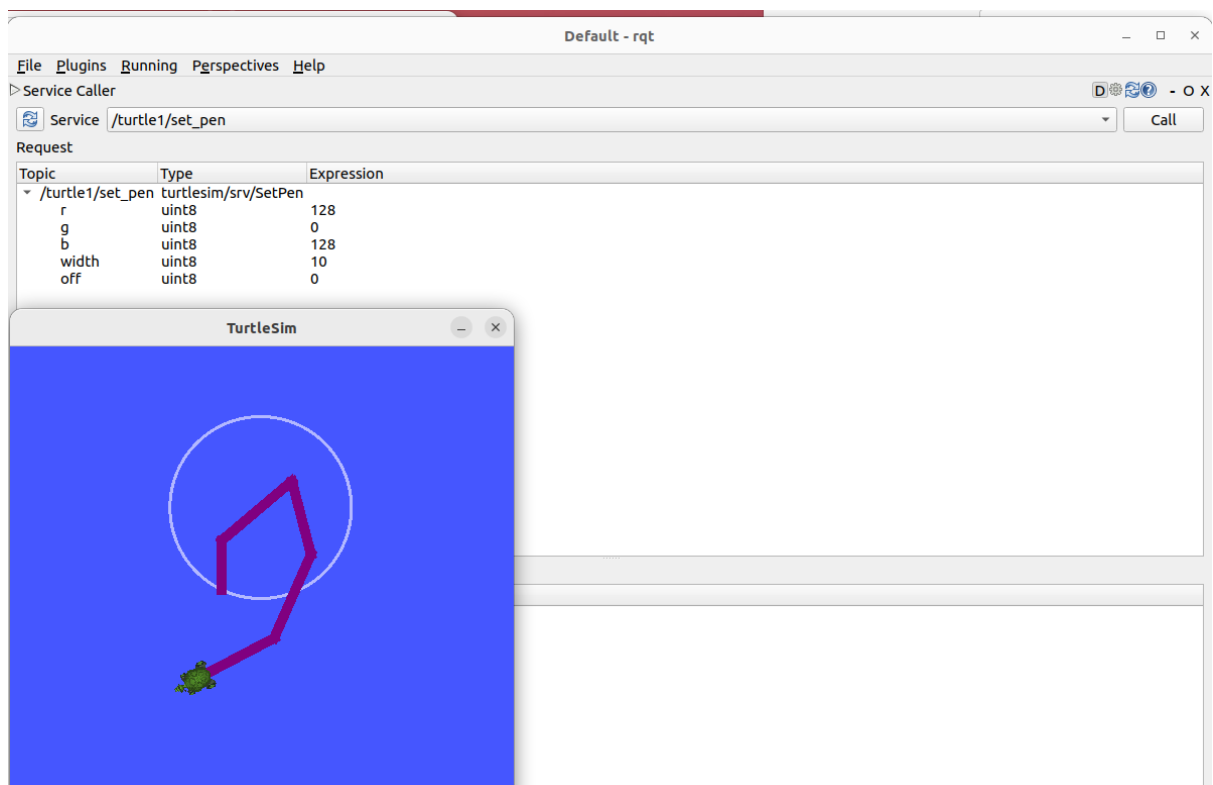 Default - rqt
File Plugins Running Perspectives Help
Service Caller D - O X
Service /turtle1/set_pen Call
Request
Topic Type Expression
/turtle1/set_pen turtlesim/srv/SetPen
r uint8 128
g uint8 0
b uint8 128
width uint8 10
off uint8 0
TurtleSim